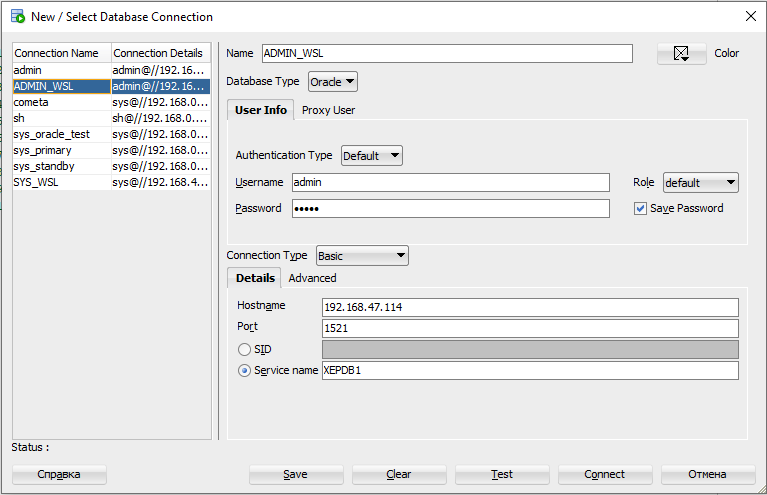 New / Select Database Connection
Connection Name Connection Details
admin admin@//192.16...
ADMIN_WSL admin@//192.16...
cometa sys@//192.168.0...
sh sh@//192.168.0....
sys_oracle_test sys@//192.168.0...
sys_primary sys@//192.168.0...
sys_standby sys@//192.168.0...
SYS_WSL sys@//192.168.4...
Name ADMIN_WSL Color
Database Type Oracle
User Info Proxy User
Authentication Type Default
Username admin Role default
Password ••••• Save Password
Connection Type Basic
Details Advanced
Hostname 192.168.47.114
Port 1521
SID
Service name XEPDB1
Status :
Справка Save Clear Test Connect Отмена